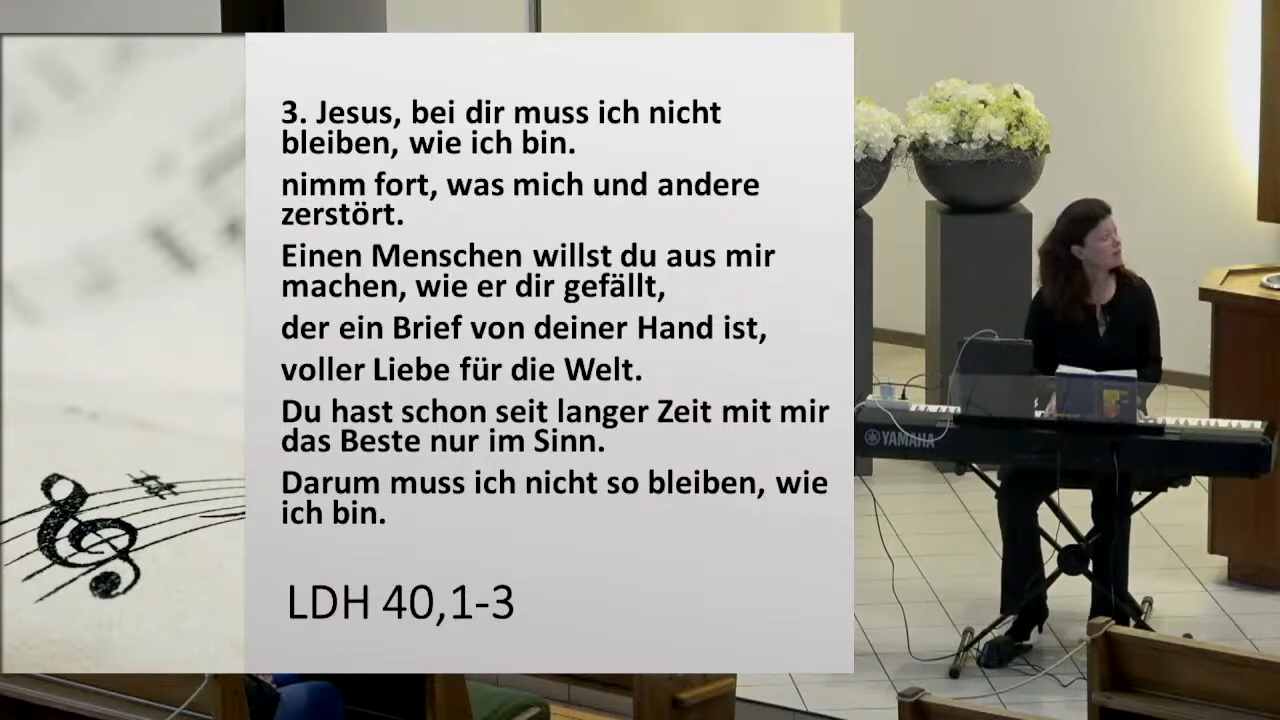 3. Jesus, bei dir muss ich nicht
bleiben, wie ich bin.
nimm fort, was mich und andere
zerstört.
Einen Menschen willst du aus mir
machen, wie er dir gefällt,
der ein Brief von deiner Hand ist,
voller Liebe für die Welt.
Du hast schon seit langer Zeit mit mir
das Beste nur im Sinn.
Darum muss ich nicht so bleiben, wie
ich bin.
LDH 40,1-3
YAMAHA